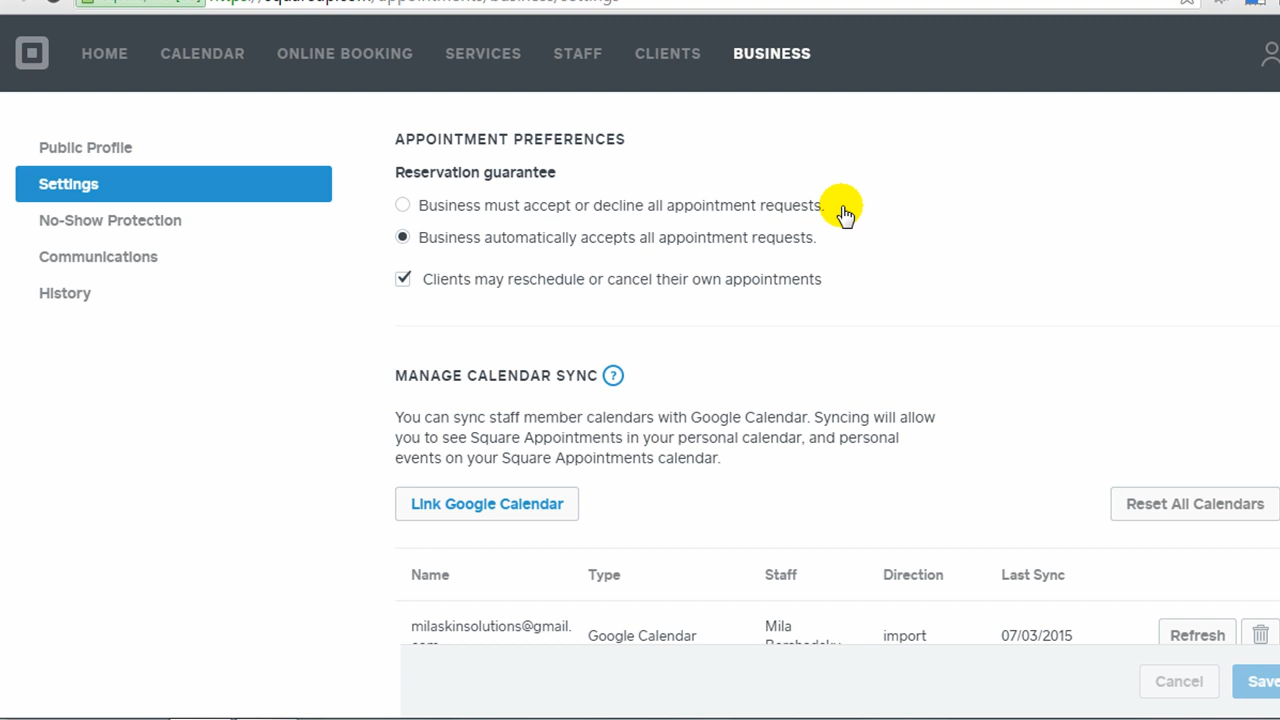 HOME CALENDAR ONLINE BOOKING SERVICES STAFF CLIENTS BUSINESS
Public Profile
Settings
No-Show Protection
Communications
History
APPOINTMENT PREFERENCES
Reservation guarantee
Business must accept or decline all appointment requests.
Business automatically accepts all appointment requests.
Clients may reschedule or cancel their own appointments
MANAGE CALENDAR SYNC ?
You can sync staff member calendars with Google Calendar. Syncing will allow
you to see Square Appointments in your personal calendar, and personal
events on your Square Appointments calendar.
Link Google Calendar Reset All Calendars
Name Type Staff Direction Last Sync
milaskinsolutions@gmail. Google Calendar Mila import 07/03/2015 Refresh
Cancel Save